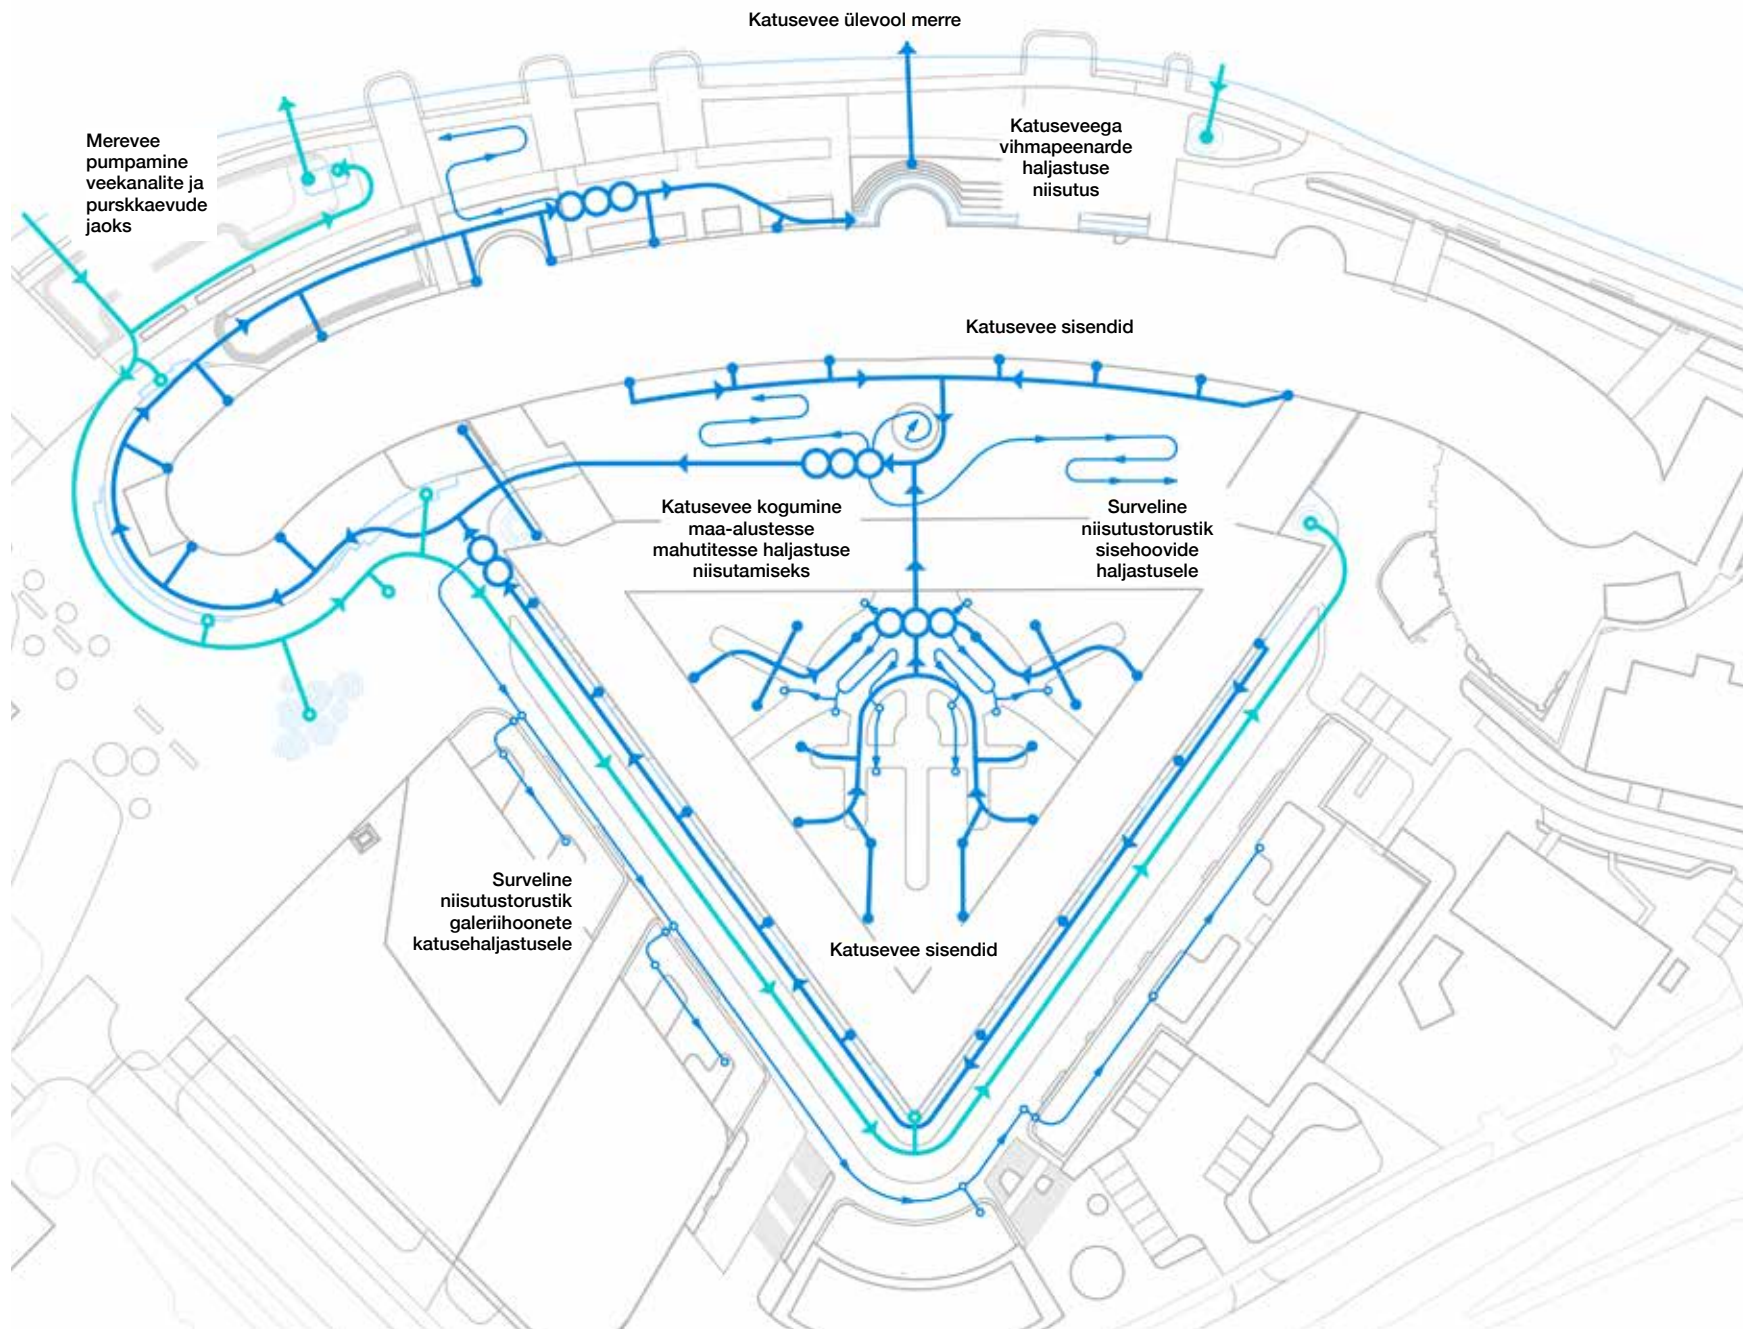 Katusevee ülevool merre
Merevee
pumpamine
veekanalite ja
purskkaevude
jaoks
Katuseveega
vihmapeenarde
haljastuse
niisutus
Katusevee sisendid
Katusevee kogumine
maa-alustesse
mahutitesse haljastuse
niisutamiseks
Surveline
niisutustorustik
sisehoovide
haljastusele
Surveline
niisutustorustik
galeriihoonete
katusehaljastusele
Katusevee sisendid